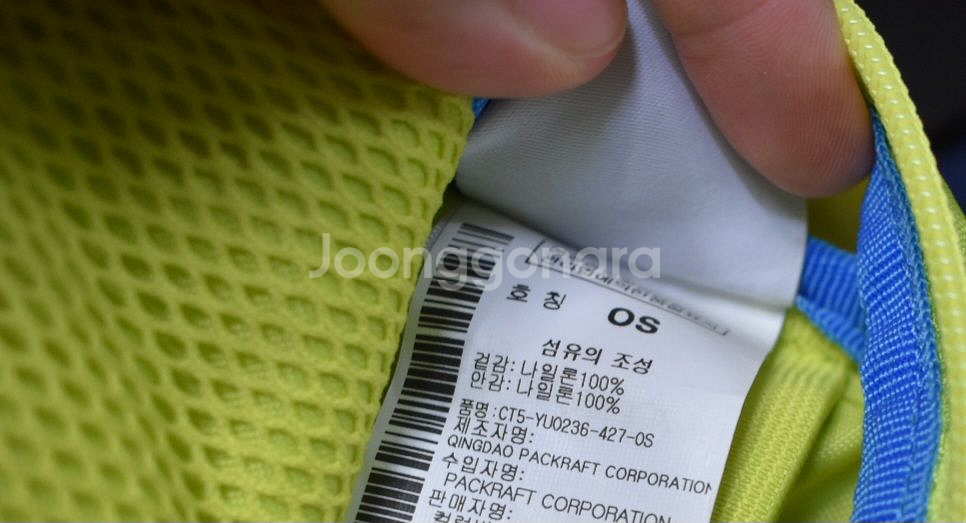 Joonggonara
호칭 OS
섬유의 조성
겉감: 나일론100%
안감: 나일론100%
품명:CT5-YU0236-427-OS
제조자명:
QINGDAO PACKRAFT CORPORATION
수입자명:
PACKRAFT CORPORATION
판매자명: